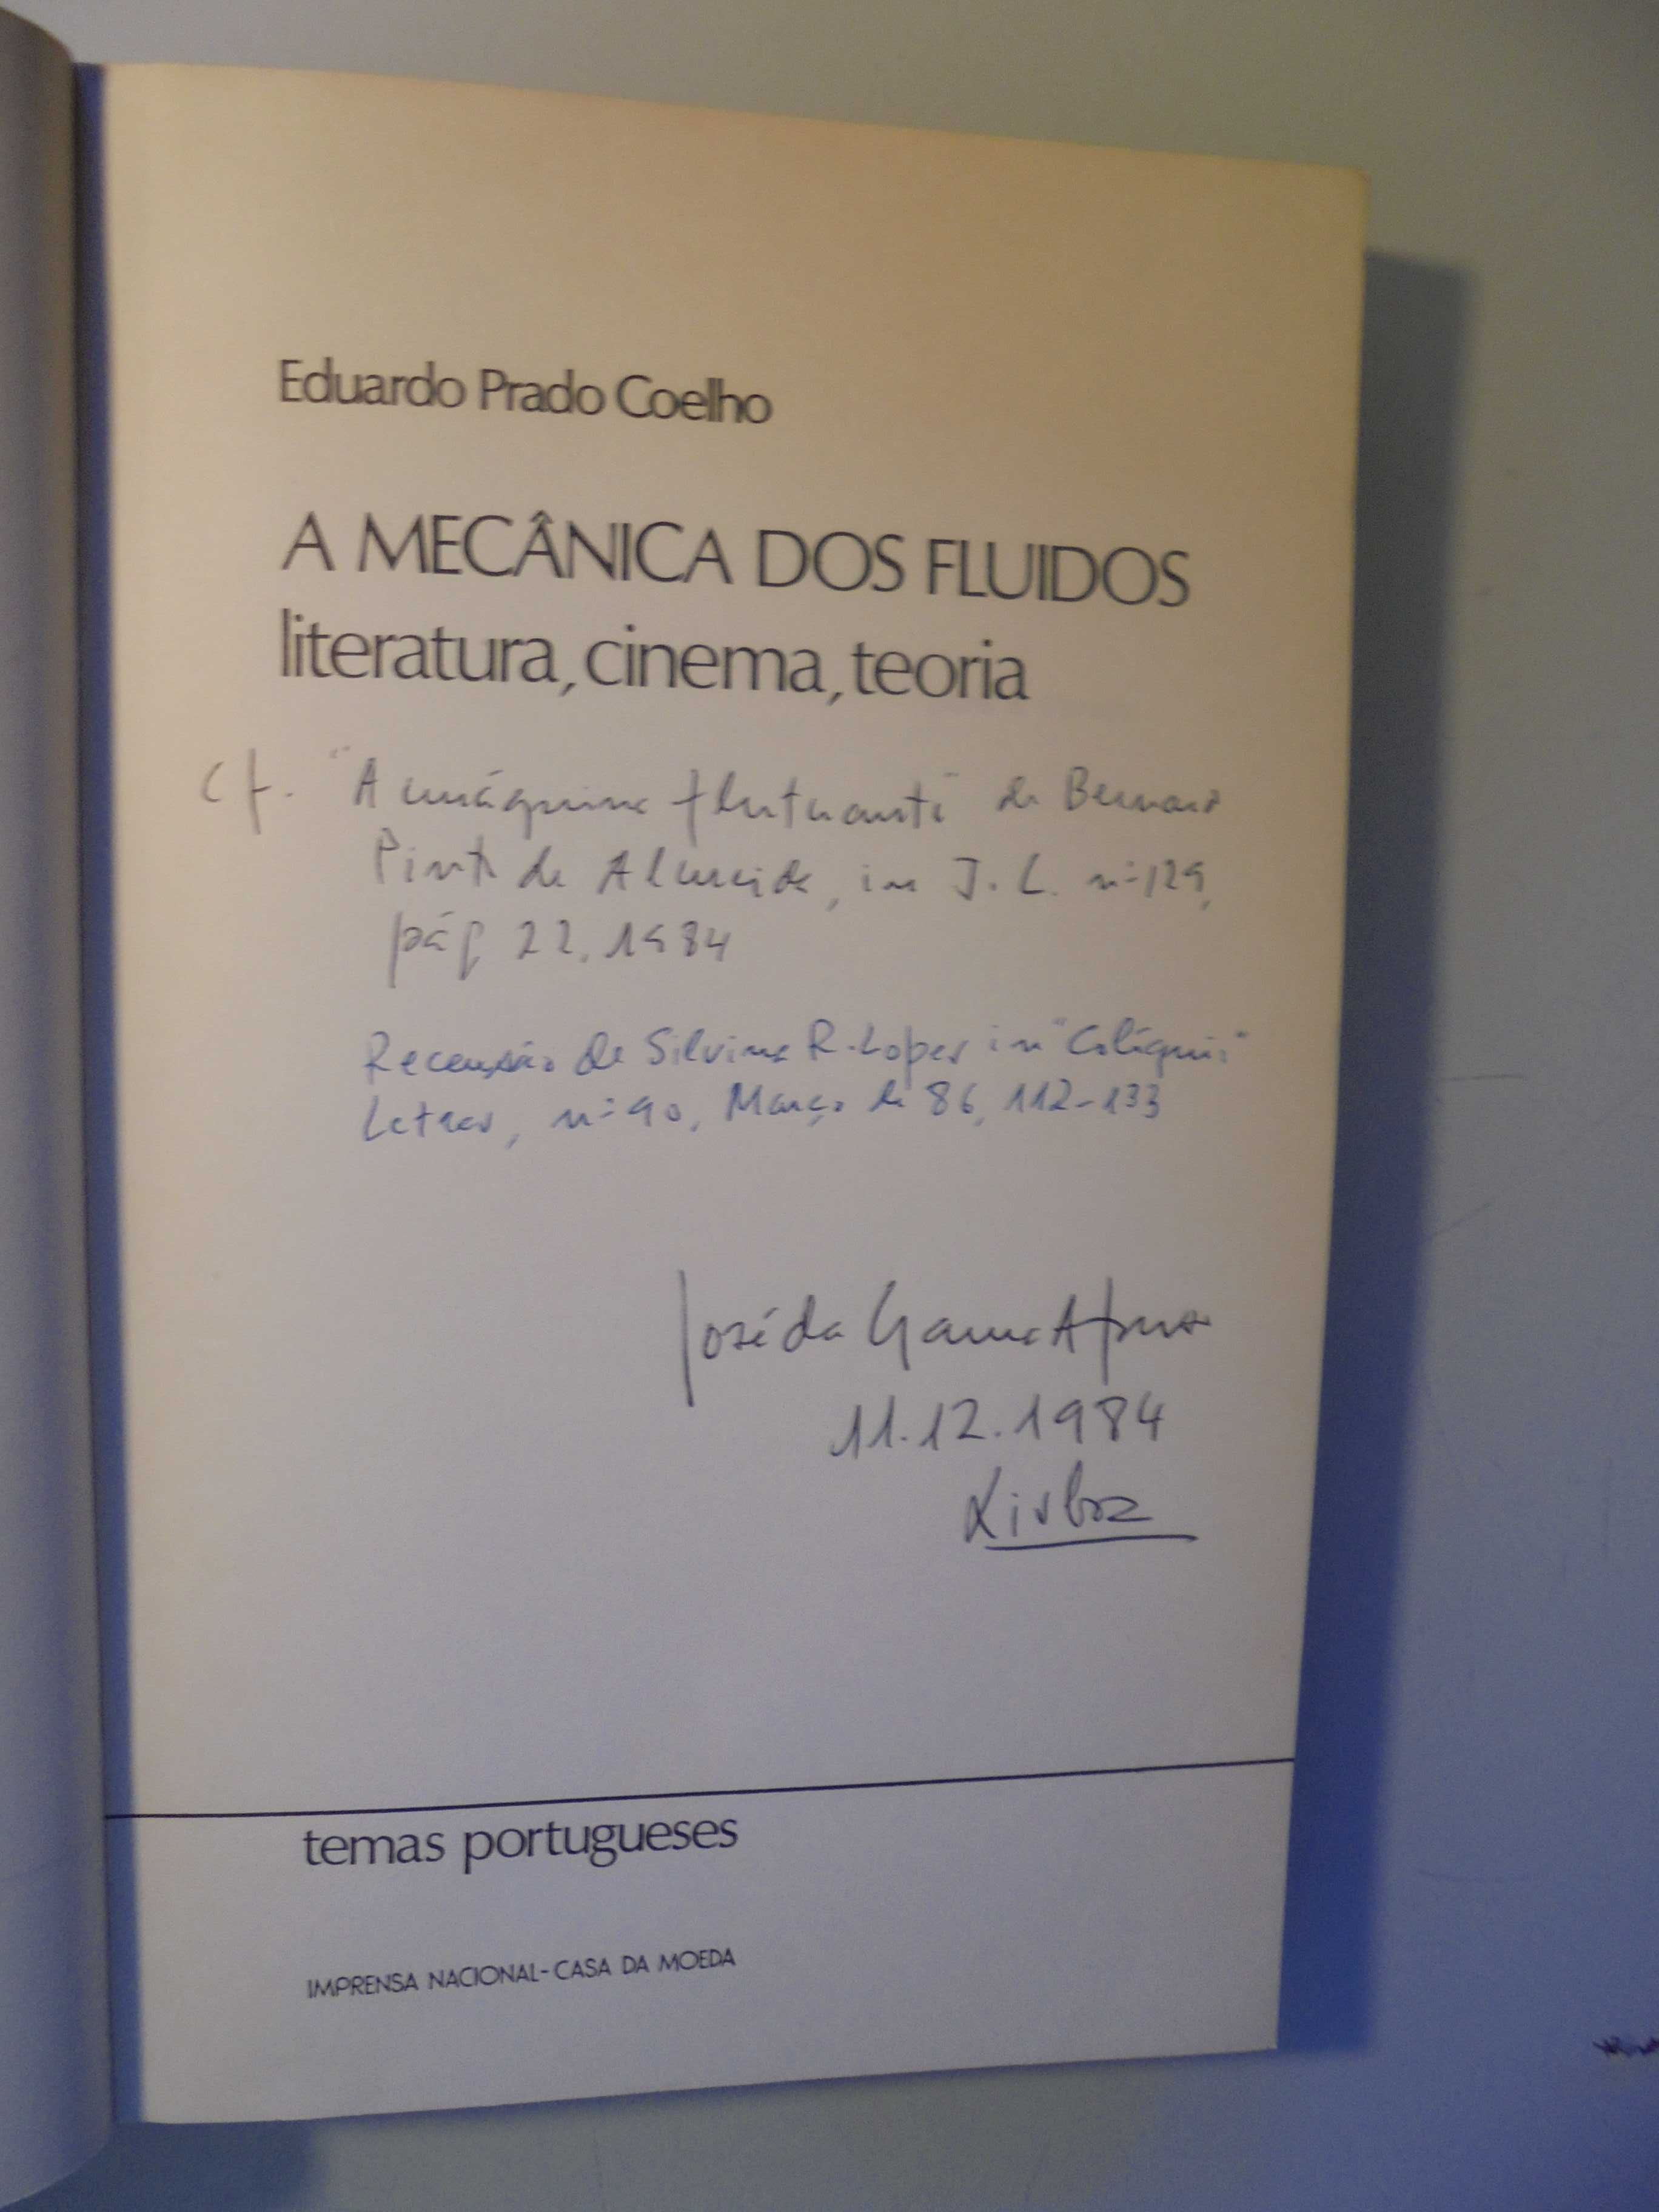 Eduardo Prado Coelho
A MECÂNICA DOS FLUIDOS
literatura, cinema, teoria
cf. "A máquina flutuante" de Bernardo
Pinto de Almeida, in J. L. nº 129,
pág 22. 1984
Recensão de Silvina R. Lopes in "Colóquio"
Letras, nº 90, Março de 86, 112-133
José da Gama Afonso
11.12.1984
Lisboa
temas portugueses
IMPRENSA NACIONAL-CASA DA MOEDA